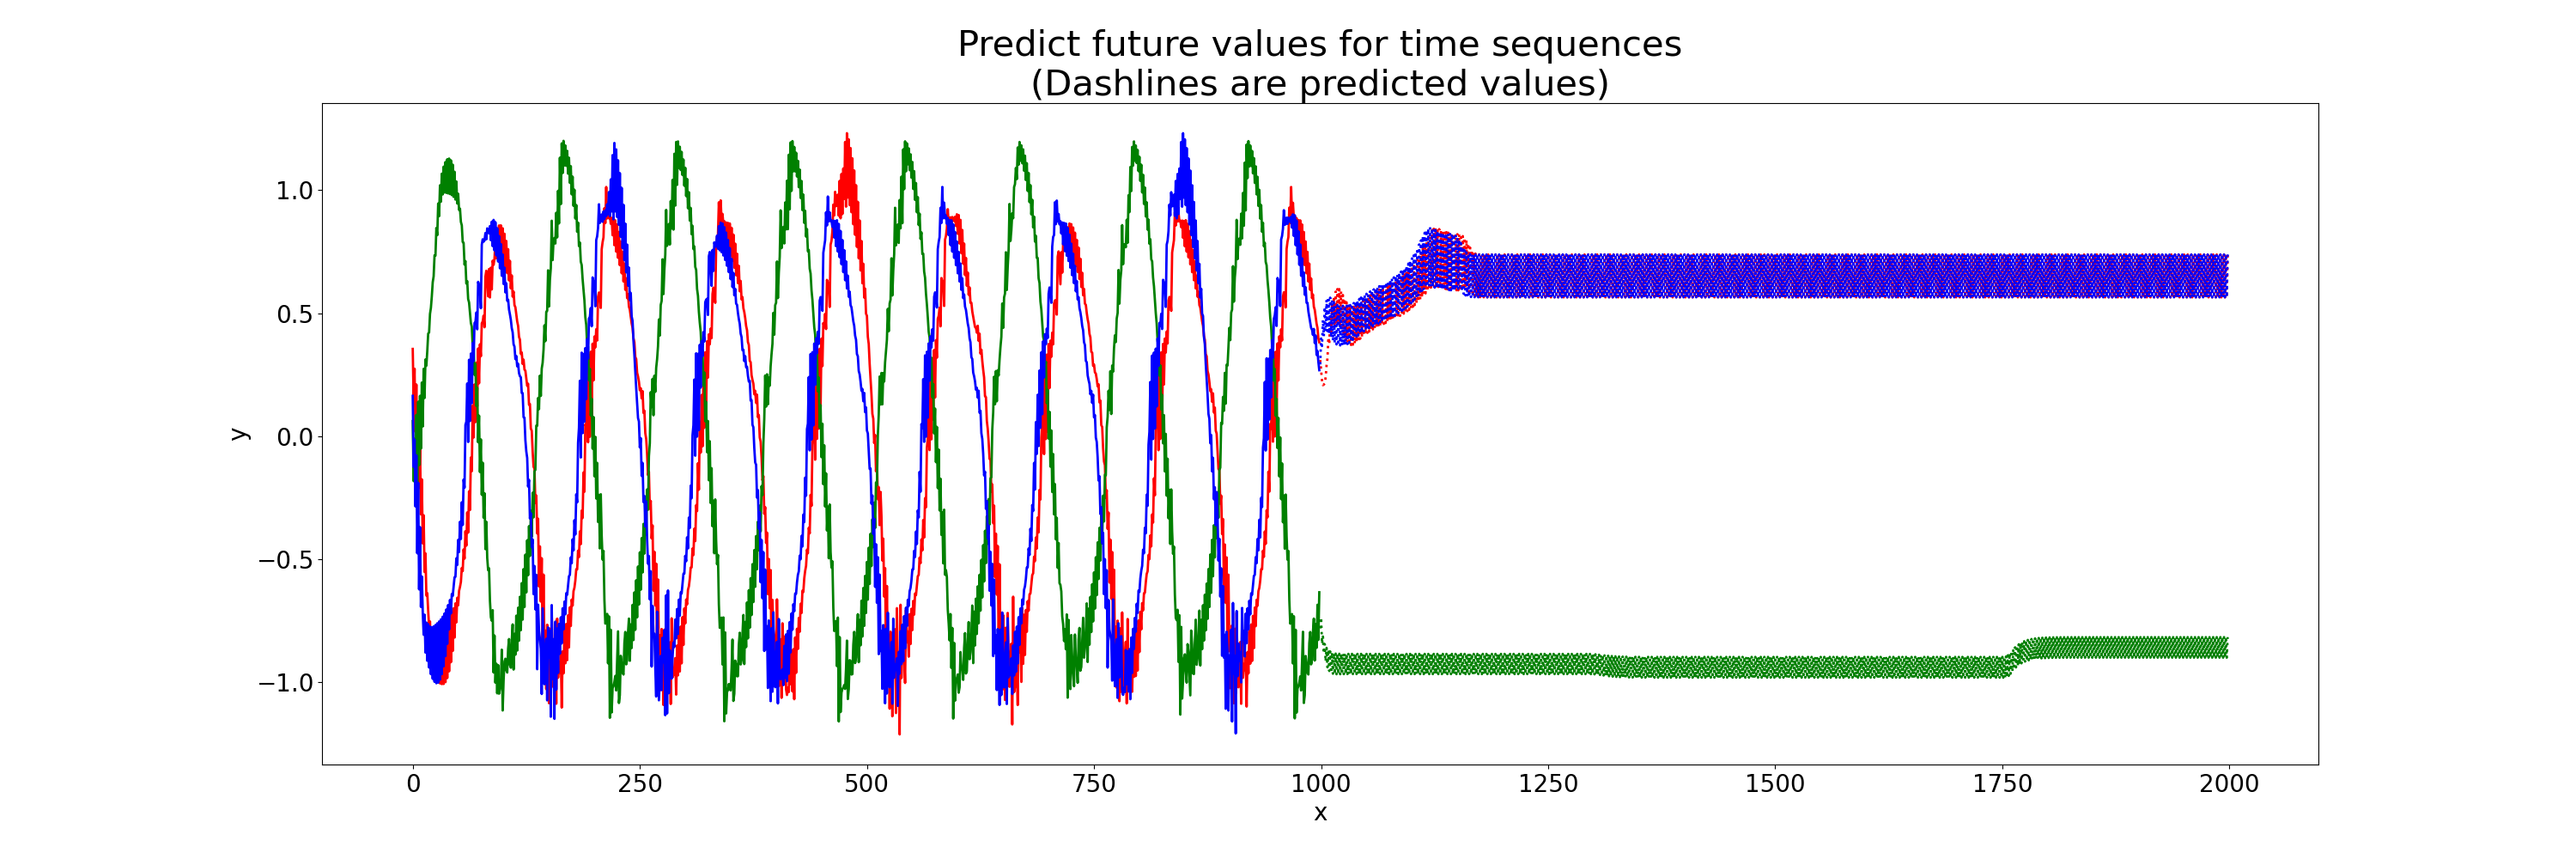 Predict future values for time sequences
(Dashlines are predicted values)
1.0
0.5
0.0
−0.5
−1.0
y
0 250 500 750 1000 1250 1500 1750 2000
x